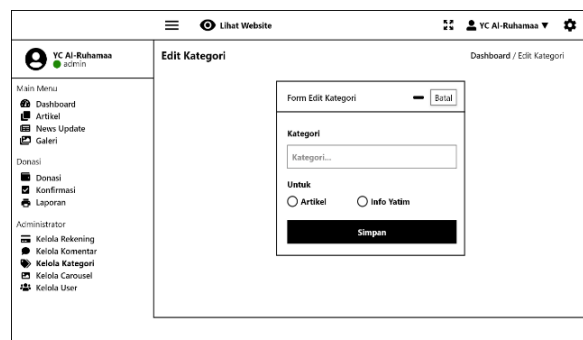 Lihat Website
YC Al-Ruhamaa ▼
YC Al-Ruhamaa
admin
Edit Kategori
Dashboard / Edit Kategori
Main Menu
Dashboard
Artikel
News Update
Galeri
Donasi
Donasi
Konfirmasi
Laporan
Administrator
Kelola Rekening
Kelola Komentar
Kelola Kategori
Kelola Carousel
Kelola User
Form Edit Kategori
Batal
Kategori
Kategori...
Untuk
Artikel
Info Yatim
Simpan